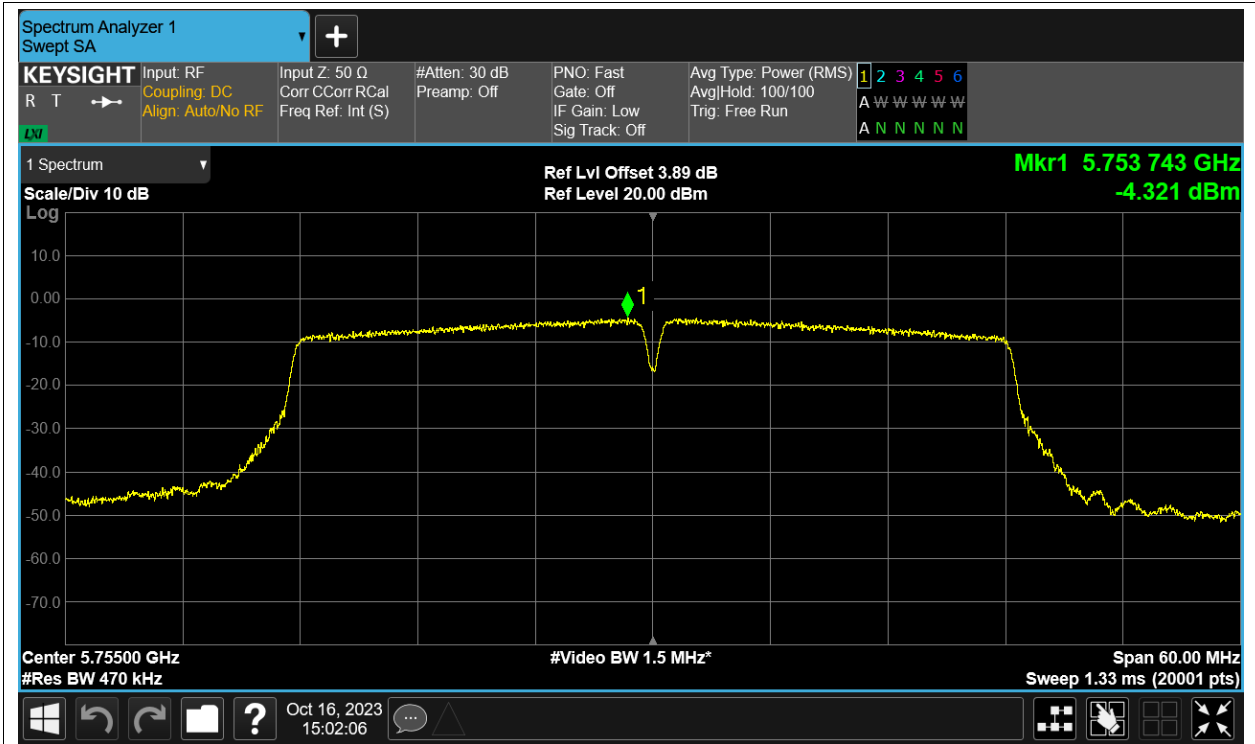 Spectrum Analyzer 1
Swept SA
+
KEYSIGHT
R T
LXI
Input: RF
Coupling: DC
Align: Auto/No RF
Input Z: 50 Ω
Corr CCorr RCal
Freq Ref: Int (S)
#Atten: 30 dB
Preamp: Off
PNO: Fast
Gate: Off
IF Gain: Low
Sig Track: Off
Avg Type: Power (RMS)
Avg|Hold: 100/100
Trig: Free Run
1 2 3 4 5 6
A W W W W W
A N N N N N
1 Spectrum
Scale/Div 10 dB
Log
Ref Lvl Offset 3.89 dB
Ref Level 20.00 dBm
Mkr1 5.753 743 GHz
-4.321 dBm
10.0
0.00
-10.0
-20.0
-30.0
-40.0
-50.0
-60.0
-70.0
1
Center 5.75500 GHz
#Res BW 470 kHz
#Video BW 1.5 MHz*
Span 60.00 MHz
Sweep 1.33 ms (20001 pts)
?
Oct 16, 2023
15:02:06